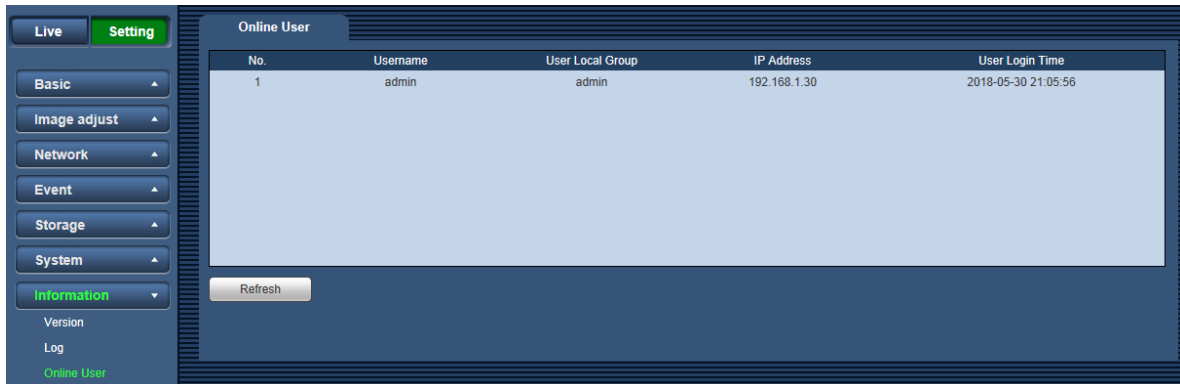 Live Setting
Basic
Image adjust
Network
Event
Storage
System
Information
Version
Log
Online User
Online User
No. Username User Local Group IP Address User Login Time
1 admin admin 192.168.1.30 2018-05-30 21:05:56
Refresh